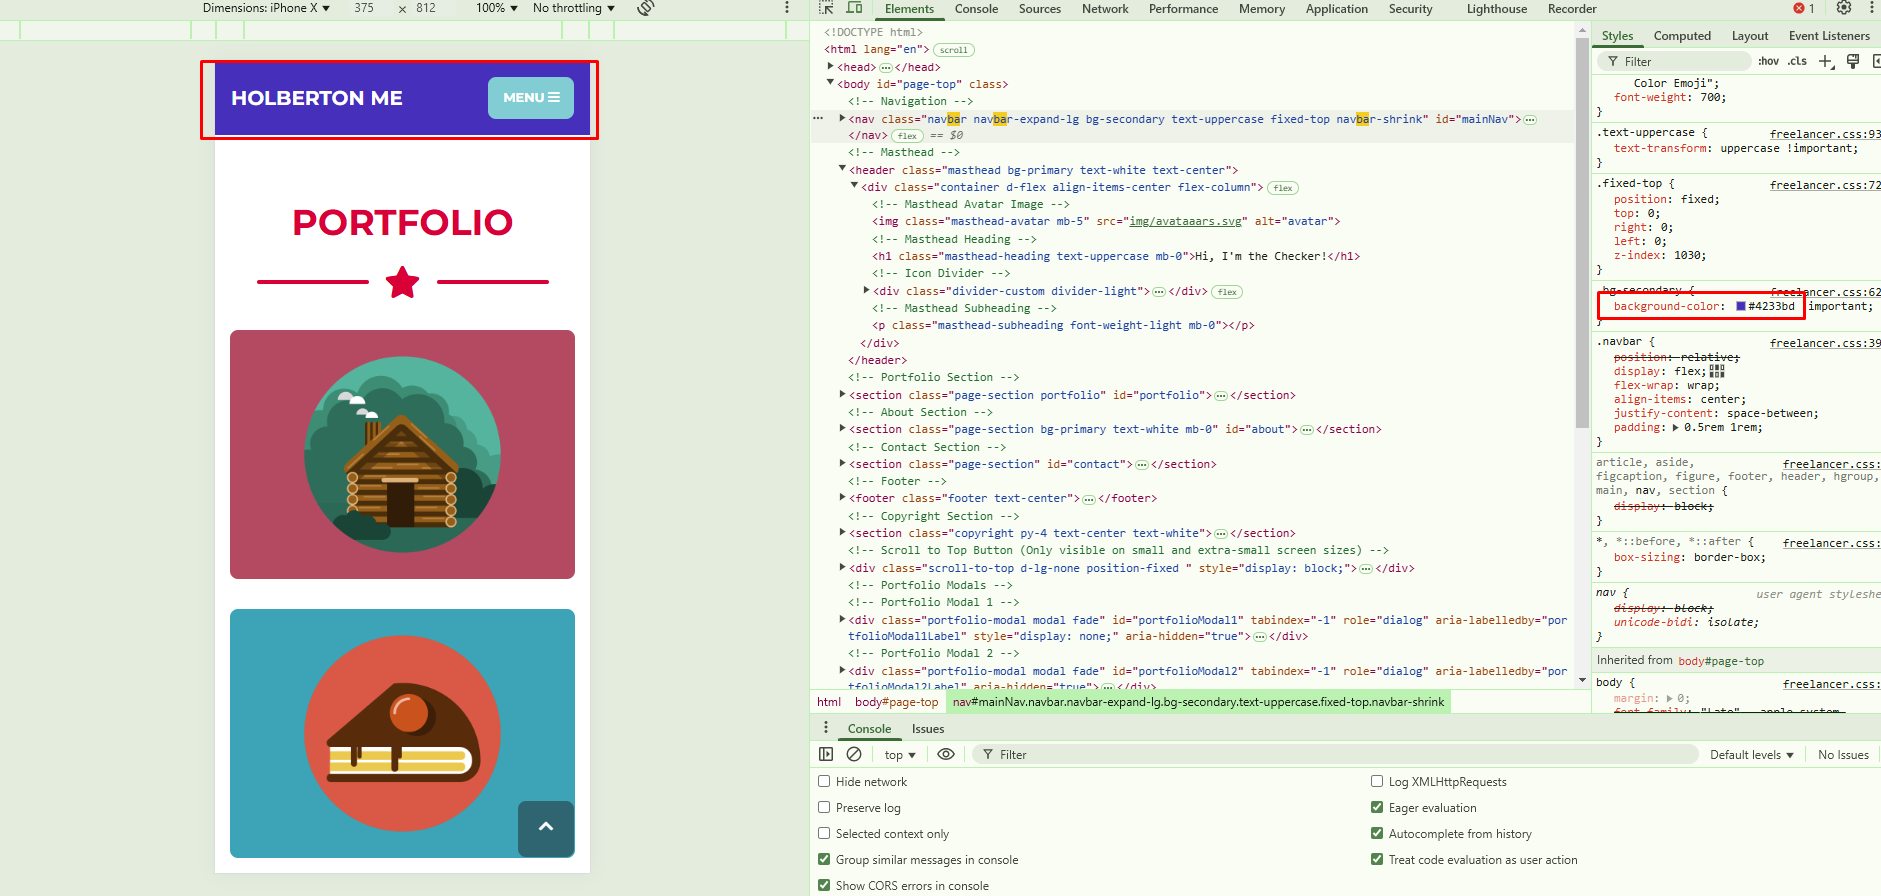 Dimensions: iPhone X ▼ 375 × 812 100% ▼ No throttling ▼
HOLBERTON ME
MENU
PORTFOLIO
Elements Console Sources Network Performance Memory Application Security Lighthouse Recorder 1
<!DOCTYPE html>
<html lang="en"> scroll
<head> ⋯ </head>
<body id="page-top" class>
<!-- Navigation -->
<nav class="navbar navbar-expand-lg bg-secondary text-uppercase fixed-top navbar-shrink" id="mainNav"> ⋯
</nav> flex == $0
<!-- Masthead -->
<header class="masthead bg-primary text-white text-center">
<div class="container d-flex align-items-center flex-column"> flex
<!-- Masthead Avatar Image -->
<img class="masthead-avatar mb-5" src="img/avataaars.svg" alt="avatar">
<!-- Masthead Heading -->
<h1 class="masthead-heading text-uppercase mb-0">Hi, I'm the Checker!</h1>
<!-- Icon Divider -->
<div class="divider-custom divider-light"> ⋯ </div> flex
<!-- Masthead Subheading -->
<p class="masthead-subheading font-weight-light mb-0"></p>
</div>
</header>
<!-- Portfolio Section -->
<section class="page-section portfolio" id="portfolio"> ⋯ </section>
<!-- About Section -->
<section class="page-section bg-primary text-white mb-0" id="about"> ⋯ </section>
<!-- Contact Section -->
<section class="page-section" id="contact"> ⋯ </section>
<!-- Footer -->
<footer class="footer text-center"> ⋯ </footer>
<!-- Copyright Section -->
<section class="copyright py-4 text-center text-white"> ⋯ </section>
<!-- Scroll to Top Button (Only visible on small and extra-small screen sizes) -->
<div class="scroll-to-top d-lg-none position-fixed " style="display: block;"> ⋯ </div>
<!-- Portfolio Modals -->
<!-- Portfolio Modal 1 -->
<div class="portfolio-modal modal fade" id="portfolioModal1" tabindex="-1" role="dialog" aria-labelledby="por
tfolioModal1Label" style="display: none;" aria-hidden="true"> ⋯ </div>
<!-- Portfolio Modal 2 -->
<div class="portfolio-modal modal fade" id="portfolioModal2" tabindex="-1" role="dialog" aria-labelledby="por
tfolioModal2Label" aria-hidden="true"> ⋯ </div>
html body#page-top nav#mainNav.navbar.navbar-expand-lg.bg-secondary.text-uppercase.fixed-top.navbar-shrink
Styles Computed Layout Event Listeners
Filter :hov .cls
Color Emoji";
font-weight: 700;
}
.text-uppercase { freelancer.css:93
text-transform: uppercase !important;
}
.fixed-top { freelancer.css:72
position: fixed;
top: 0;
right: 0;
left: 0;
z-index: 1030;
}
.bg-secondary { freelancer.css:62
background-color: #4233bd important;
}
.navbar { freelancer.css:39
position: relative;
display: flex;
flex-wrap: wrap;
align-items: center;
justify-content: space-between;
padding: 0.5rem 1rem;
}
article, aside, freelancer.css:
figcaption, figure, footer, header, hgroup,
main, nav, section {
display: block;
}
*, *::before, *::after { freelancer.css:
box-sizing: border-box;
}
nav { user agent styleshe
display: block;
unicode-bidi: isolate;
}
Inherited from body#page-top
body { freelancer.css:
margin: 0;
font-family: "Lato", -apple-system,
Console Issues
top ▼ Filter Default levels ▼ No Issues
Hide network
Preserve log
Selected context only
Group similar messages in console
Show CORS errors in console
Log XMLHttpRequests
Eager evaluation
Autocomplete from history
Treat code evaluation as user action